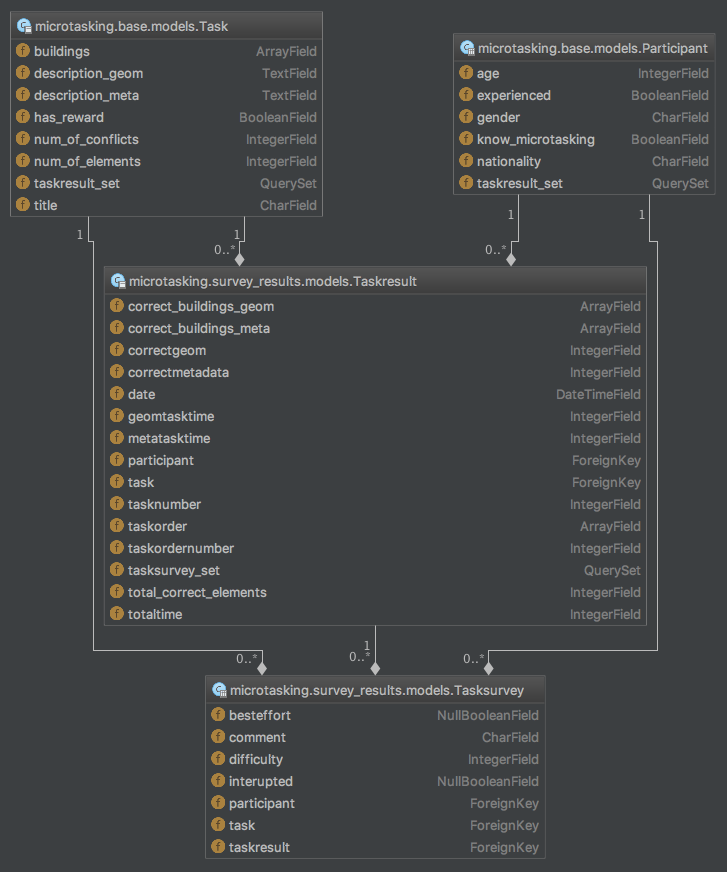 microtasking.base.models.Task
buildings ArrayField
description_geom TextField
description_meta TextField
has_reward BooleanField
num_of_conflicts IntegerField
num_of_elements IntegerField
taskresult_set QuerySet
title CharField
microtasking.base.models.Participant
age IntegerField
experienced BooleanField
gender CharField
know_microtasking BooleanField
nationality CharField
taskresult_set QuerySet
1
1
0..*
1
1
0..*
microtasking.survey_results.models.Taskresult
correct_buildings_geom ArrayField
correct_buildings_meta ArrayField
correctgeom IntegerField
correctmetadata IntegerField
date DateTimeField
geomtasktime IntegerField
metatasktime IntegerField
participant ForeignKey
task ForeignKey
tasknumber IntegerField
taskorder ArrayField
taskordernumber IntegerField
tasksurvey_set QuerySet
total_correct_elements IntegerField
totaltime IntegerField
1
0..*
0..*
0..*
microtasking.survey_results.models.Tasksurvey
besteffort NullBooleanField
comment CharField
difficulty IntegerField
interupted NullBooleanField
participant ForeignKey
task ForeignKey
taskresult ForeignKey